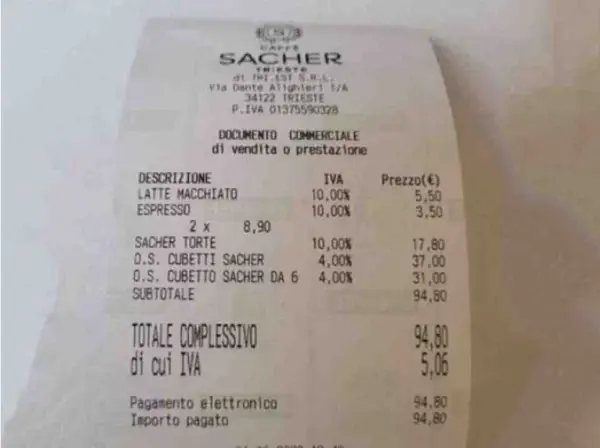 S
CAFFÈ
SACHER
TRIESTE
di TRI.EST S.R.L.
Via Dante Alighieri 1/A
34122 TRIESTE
P.IVA 01375590328
DOCUMENTO COMMERCIALE
di vendita o prestazione
DESCRIZIONE IVA Prezzo(€)
LATTE MACCHIATO 10,00% 5,50
ESPRESSO 10,00% 3,50
2 x 8,90
SACHER TORTE 10,00% 17,80
O.S. CUBETTI SACHER 4,00% 37,00
O.S. CUBETTO SACHER DA 6 4,00% 31,00
SUBTOTALE 94,80
TOTALE COMPLESSIVO 94,80
di cui IVA 5,06
Pagamento elettronico 94,80
Importo pagato 94,80